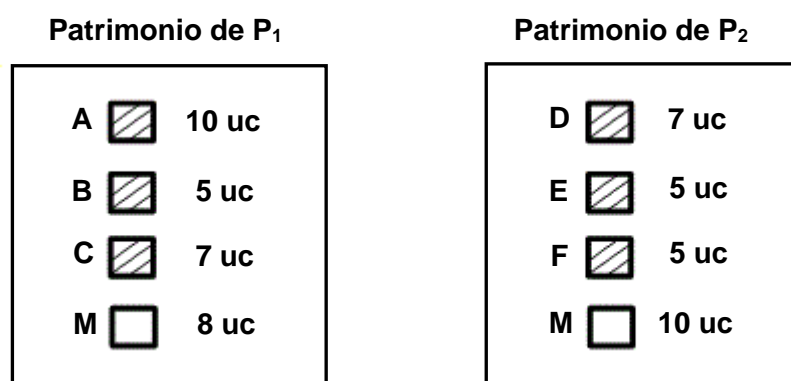 Patrimonio de P₁
A 10 uc
B 5 uc
C 7 uc
M 8 uc
Patrimonio de P₂
D 7 uc
E 5 uc
F 5 uc
M 10 uc